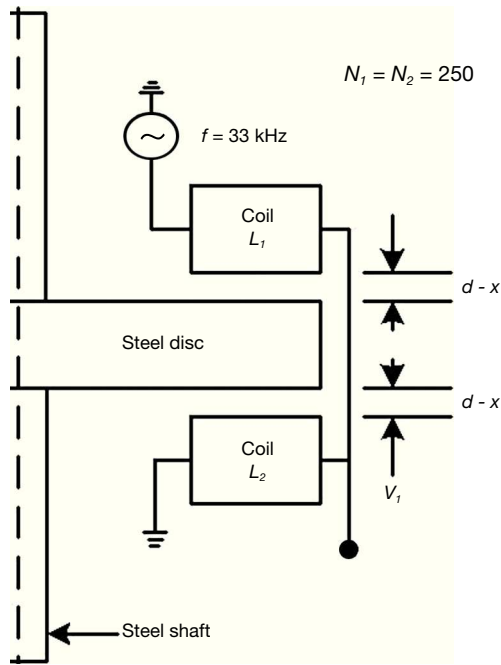 N₁ = N₂ = 250
f = 33 kHz
Coil
L₁
d - x
Steel disc
d - x
Coil
L₂
V₁
Steel shaft